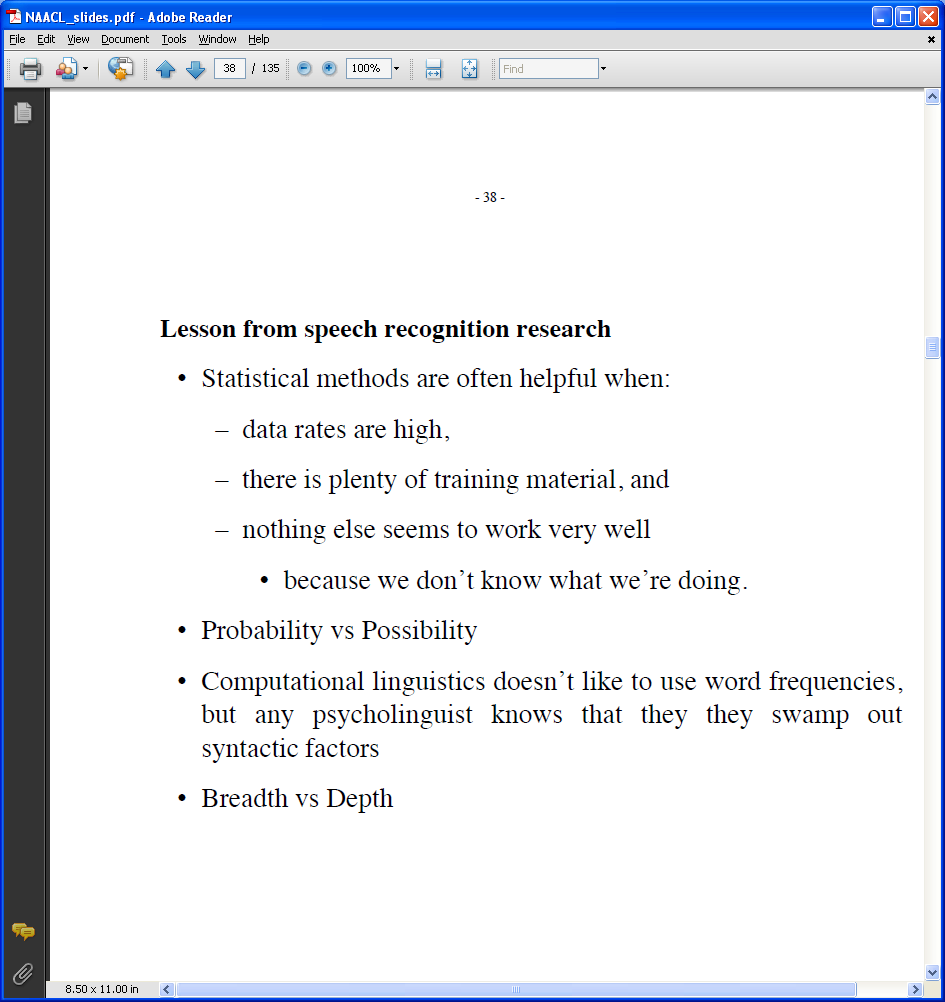 NAACL_slides.pdf - Adobe Reader
File Edit View Document Tools Window Help
38 / 135 100% Find
- 38 -
Lesson from speech recognition research
• Statistical methods are often helpful when:
– data rates are high,
– there is plenty of training material, and
– nothing else seems to work very well
• because we don’t know what we’re doing.
• Probability vs Possibility
• Computational linguistics doesn’t like to use word frequencies,
but any psycholinguist knows that they they swamp out
syntactic factors
• Breadth vs Depth
8.50 x 11.00 in